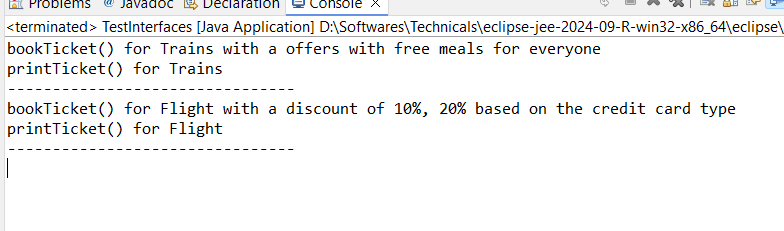 Problems @ Javadoc Declaration Console ×
<terminated> TestInterfaces [Java Application] D:\Softwares\Technicals\eclipse-jee-2024-09-R-win32-x86_64\eclipse\
bookTicket() for Trains with a offers with free meals for everyone
printTicket() for Trains
--------------------------------
bookTicket() for Flight with a discount of 10%, 20% based on the credit card type
printTicket() for Flight
--------------------------------